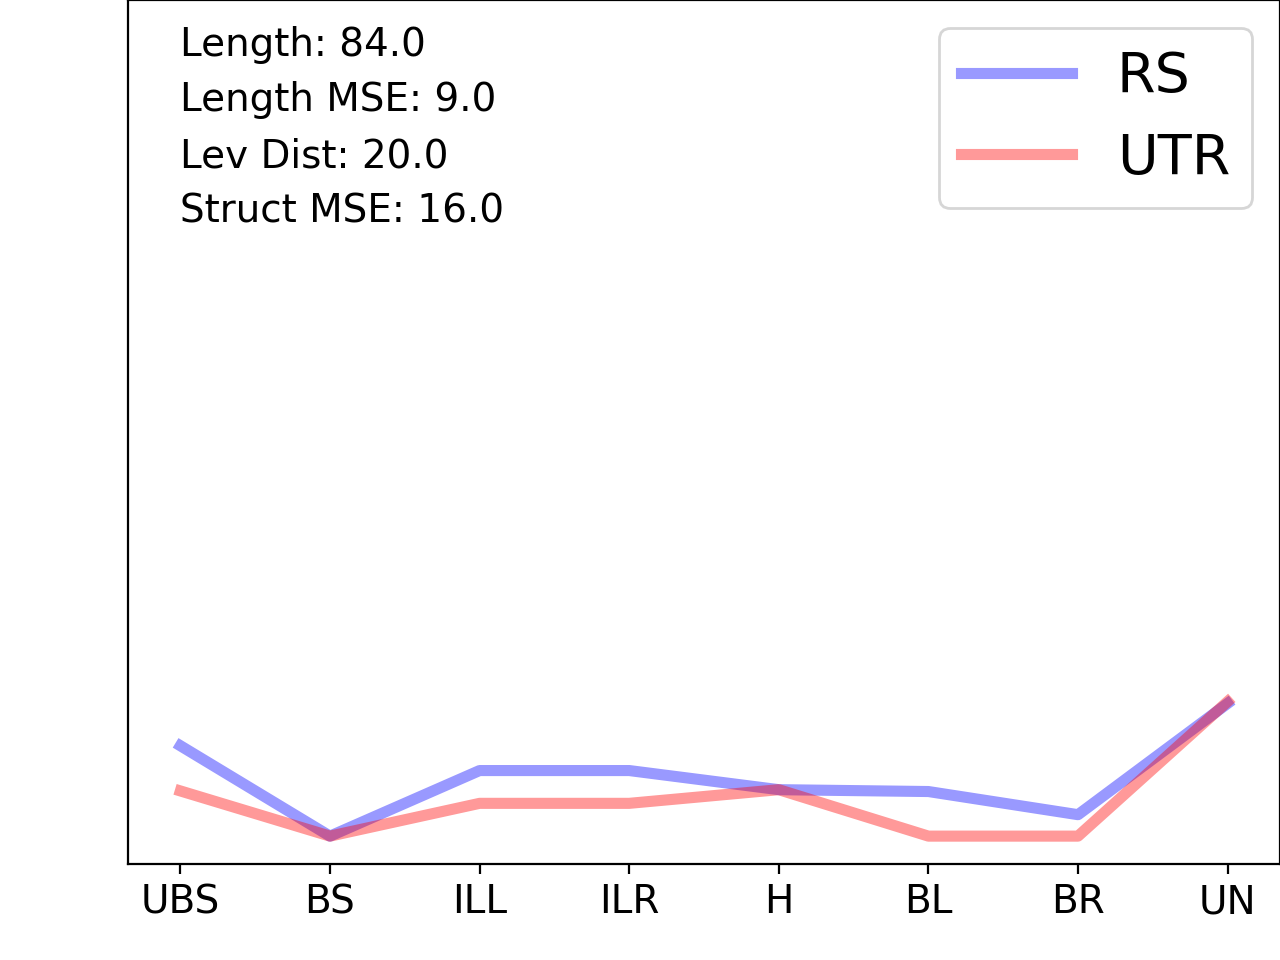 Length: 84.0
Length MSE: 9.0
Lev Dist: 20.0
Struct MSE: 16.0
RS
UTR
UBS BS ILL ILR H BL BR UN